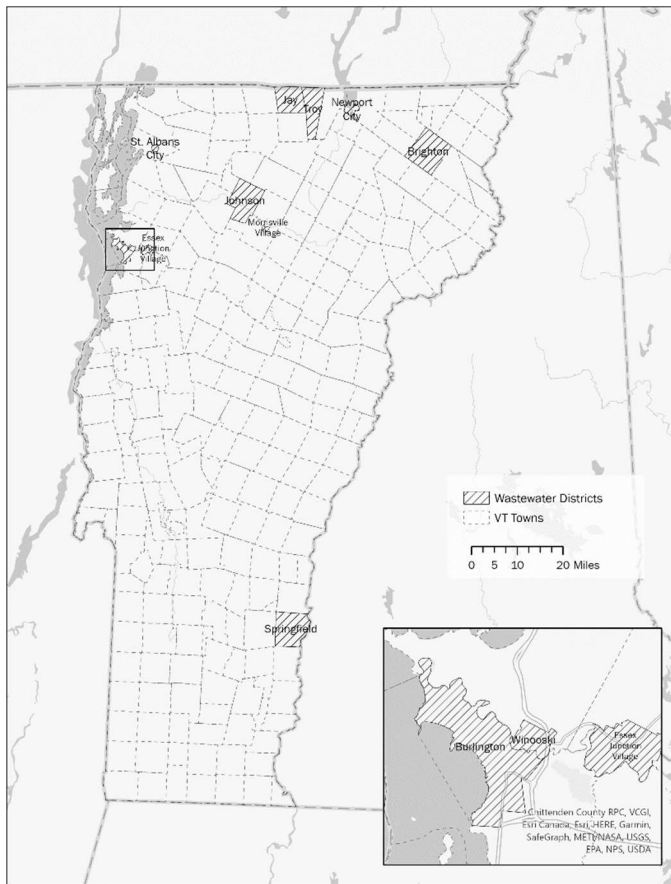 Jay
Troy
Newport
City
St. Albans
City
Brighton
Johnson
Morrisville
Village
Essex
Junction
Village
Wastewater Districts
VT Towns
0 5 10 20 Miles
Springfield
Burlington
Winooski
Essex
Junction
Village
Chittenden County RPC, VCGI,
Esri Canada, Esri, HERE, Garmin,
SafeGraph, METI/NASA, USGS,
EPA, NPS, USDA